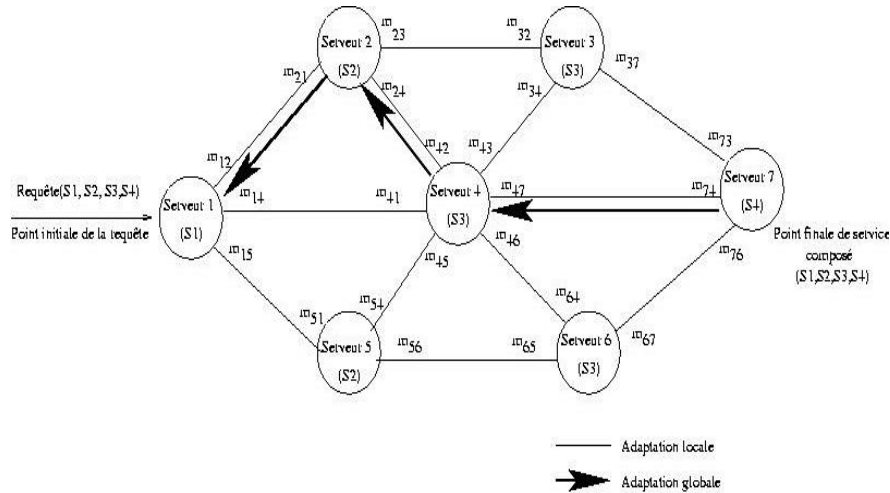 Serveur 2
(S2)
m23
m32
Serveur 3
(S3)
m37
m21
m24
m34
m12
m42
m43
m73
Requête(S1, S2, S3,S4)
Point initiale de la requête
Serveur 1
(S1)
m14
m41
Serveur 4
(S3)
m47
m74
Serveur 7
(S4)
m15
m45
m46
m76
Point finale de service
composé
(S1,S2,S3,S4)
m51
m54
m64
Serveur 5
(S2)
m56
m65
Serveur 6
(S3)
m67
Adaptation locale
Adaptation globale